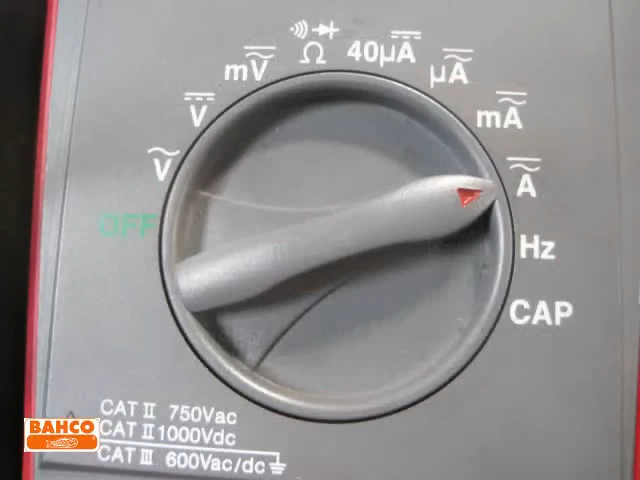 Ω 40μA
mV μA
V mA
V A
OFF Hz
CAP
CAT II 750Vac
CAT II 1000Vdc
CAT III 600Vac/dc
BAHCO